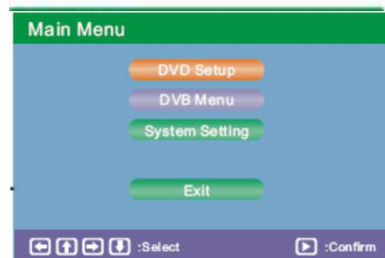 Main Menu
DVD Setup
DVB Menu
System Setting
Exit
:Select
:Confirm